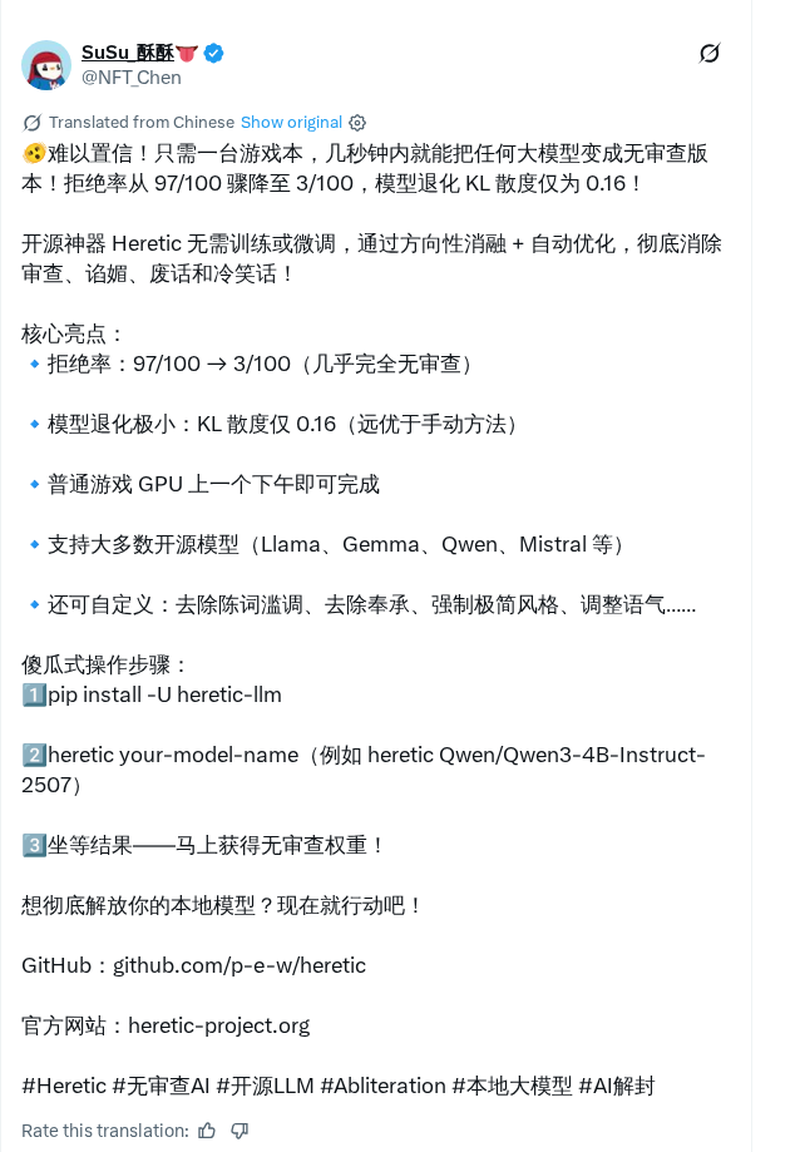 SuSu_酥酥👅
@NFT_Chen
Translated from Chinese Show original
🫨难以置信！只需一台游戏本，几秒钟内就能把任何大模型变成无审查版
本！拒绝率从 97/100 骤降至 3/100，模型退化 KL 散度仅为 0.16！
开源神器 Heretic 无需训练或微调，通过方向性消融 + 自动优化，彻底消除
审查、谄媚、废话和冷笑话！
核心亮点：
🔹拒绝率：97/100 → 3/100（几乎完全无审查）
🔹模型退化极小：KL 散度仅 0.16（远优于手动方法）
🔹普通游戏 GPU 上一个下午即可完成
🔹支持大多数开源模型（Llama、Gemma、Qwen、Mistral 等）
🔹还可自定义：去除陈词滥调、去除奉承、强制极简风格、调整语气......
傻瓜式操作步骤：
1️⃣pip install -U heretic-llm
2️⃣heretic your-model-name（例如 heretic Qwen/Qwen3-4B-Instruct-
2507）
3️⃣坐等结果——马上获得无审查权重！
想彻底解放你的本地模型？现在就行动吧！
GitHub：github.com/p-e-w/heretic
官方网站：heretic-project.org
#Heretic #无审查AI #开源LLM #Abliteration #本地大模型 #AI解封
Rate this translation: